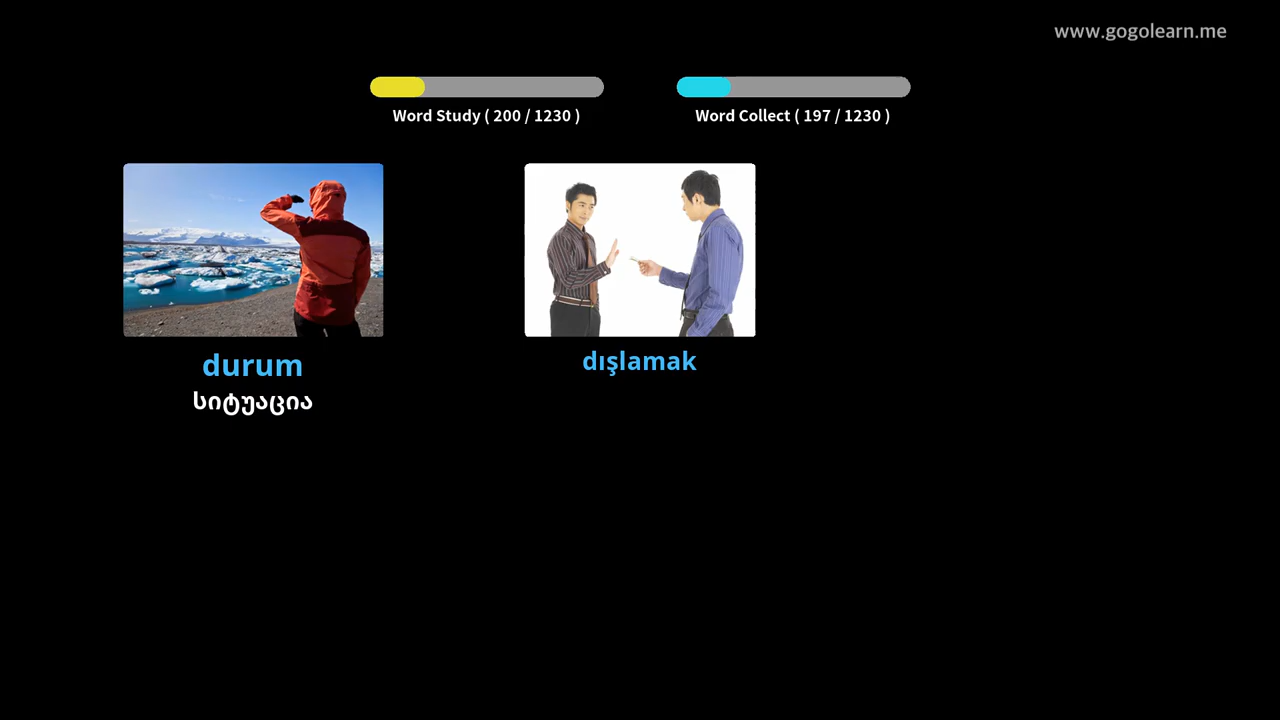 www.gogolearn.me
Word Study ( 200 / 1230 )
Word Collect ( 197 / 1230 )
durum
სიტუაცია
dışlamak